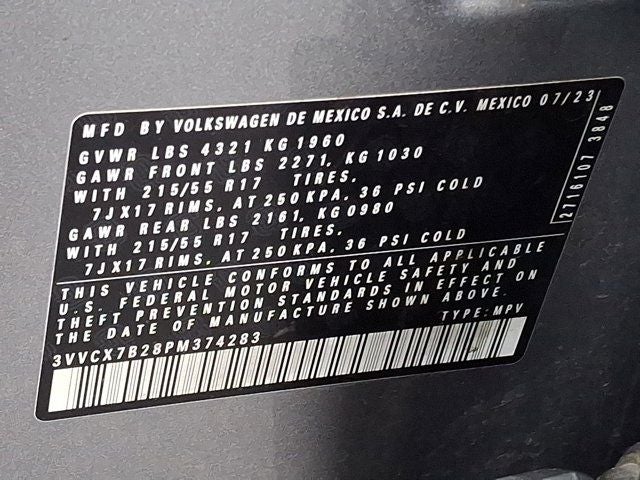 MFD BY VOLKSWAGEN DE MEXICO S.A. DE C.V. MEXICO 07/23
GVWR LBS 4321 KG 1960
GAWR FRONT LBS 2271, KG 1030
WITH 215/55 R17 TIRES,
7JX17 RIMS, AT 250 KPA, 36 PSI COLD
GAWR REAR LBS 2161, KG 0980
WITH 215/55 R17 TIRES,
7JX17 RIMS, AT 250 KPA, 36 PSI COLD
THIS VEHICLE CONFORMS TO ALL APPLICABLE
U.S. FEDERAL MOTOR VEHICLE SAFETY AND
THEFT PREVENTION STANDARDS IN EFFECT ON
THE DATE OF MANUFACTURE SHOWN ABOVE.
TYPE: MPV
3VVCX7B28PM374283
2716107 3848